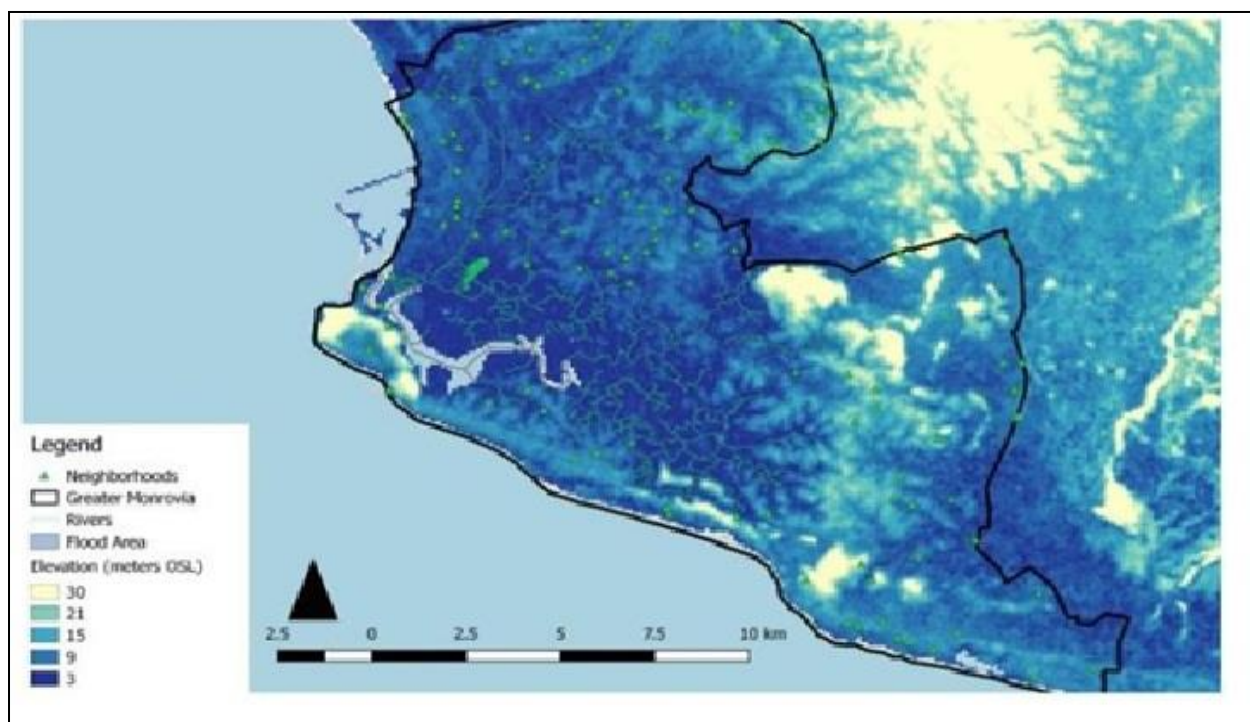 Legend
Neighborhoods
Greater Monrovia
Rivers
Flood Area
Elevation (meters OSL)
30
21
15
9
3
2.5 0 2.5 5 7.5 10 km